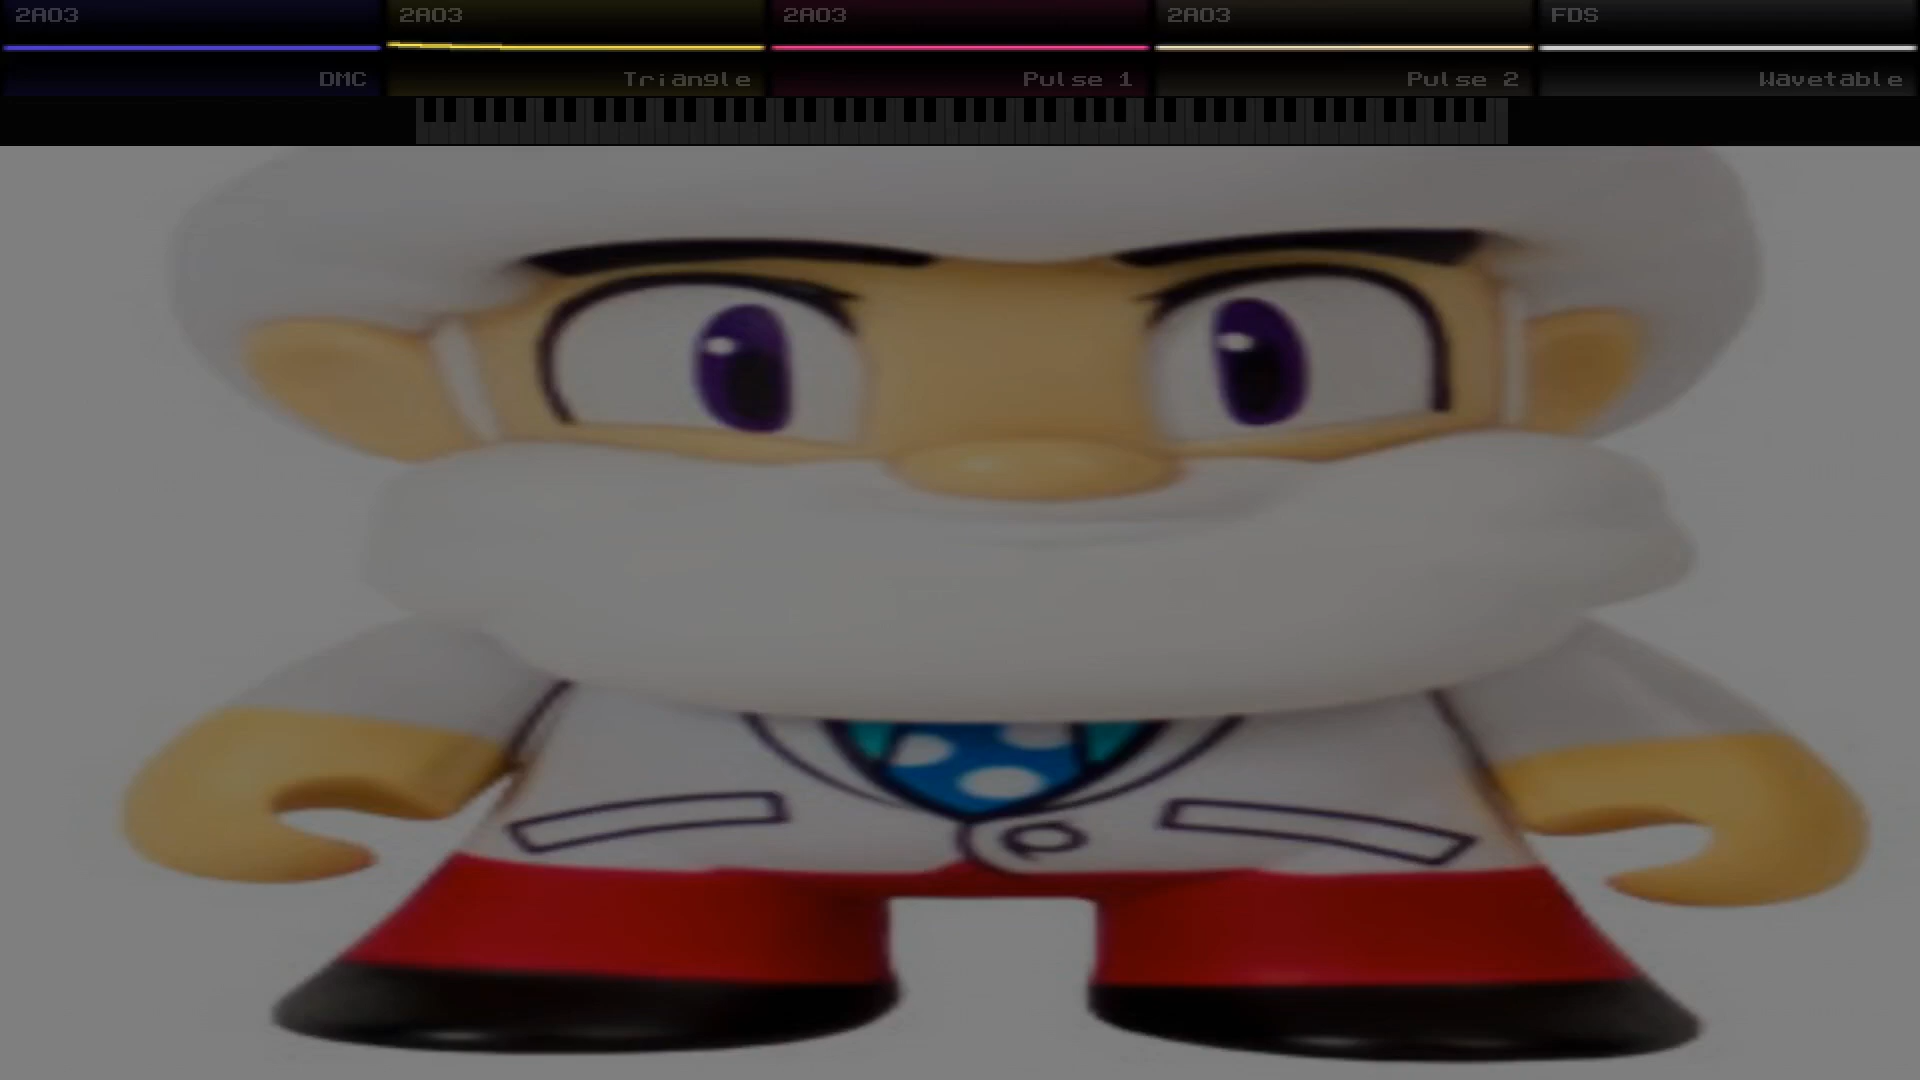 2A03 2A03 2A03 2A03 FDS
DMC Triangle Pulse 1 Pulse 2 Wavetable